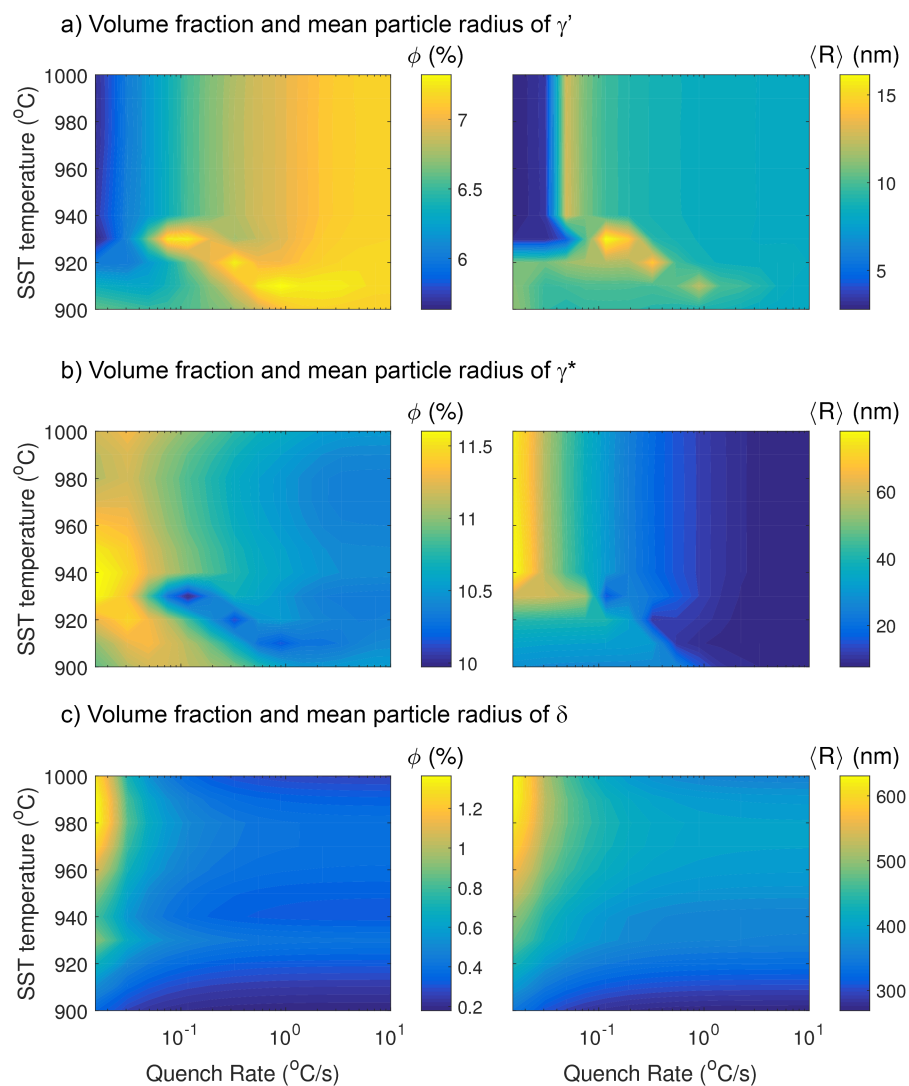 a) Volume fraction and mean particle radius of γ’
ϕ (%)
⟨R⟩ (nm)
SST temperature (°C)
1000
980
960
940
920
900
7
6.5
6
15
10
5
b) Volume fraction and mean particle radius of γ*
ϕ (%)
⟨R⟩ (nm)
SST temperature (°C)
1000
980
960
940
920
900
11.5
11
10.5
10
60
40
20
c) Volume fraction and mean particle radius of δ
ϕ (%)
⟨R⟩ (nm)
SST temperature (°C)
1000
980
960
940
920
900
1.2
1
0.8
0.6
0.4
0.2
600
500
400
300
10⁻¹ 10⁰ 10¹
10⁻¹ 10⁰ 10¹
Quench Rate (°C/s)
Quench Rate (°C/s)